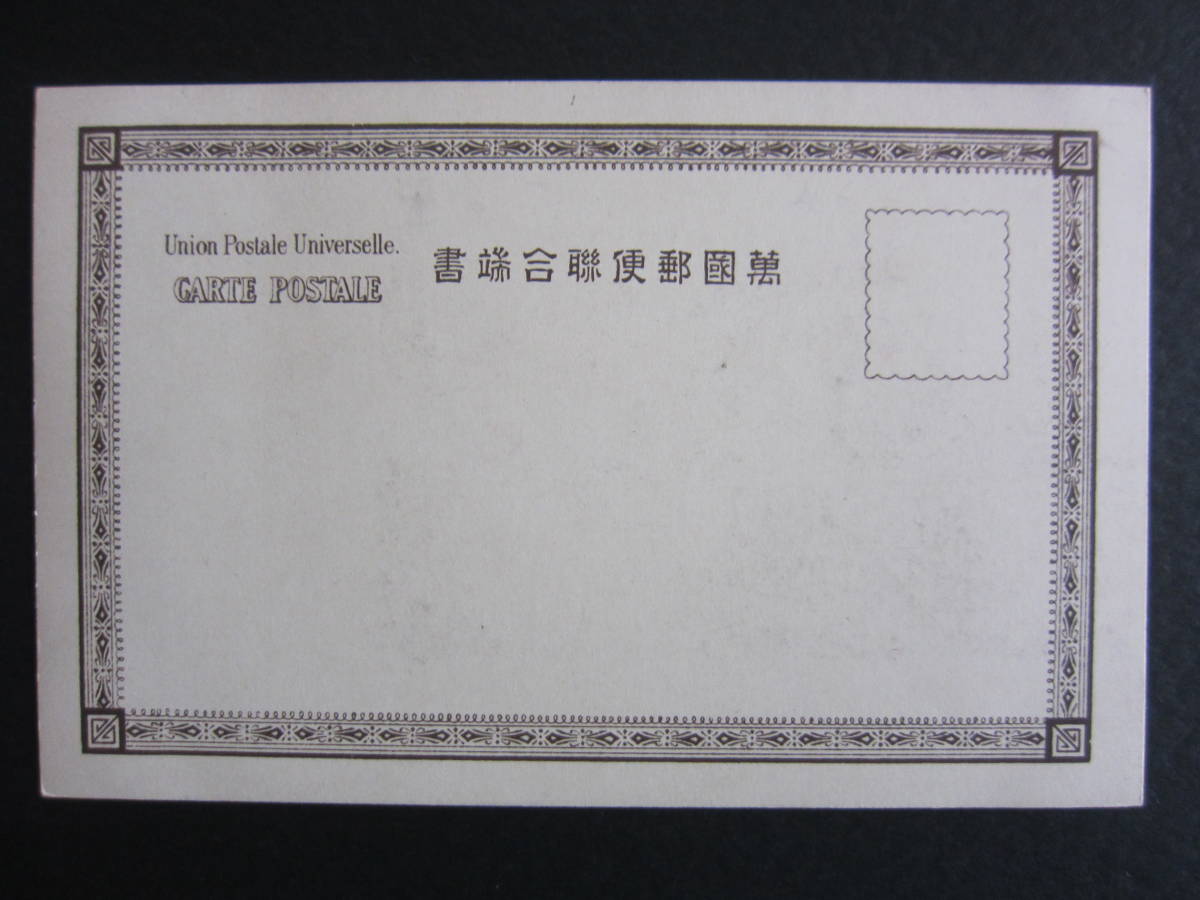 Union Postale Universelle.
CARTE POSTALE
書端合聯便郵國萬